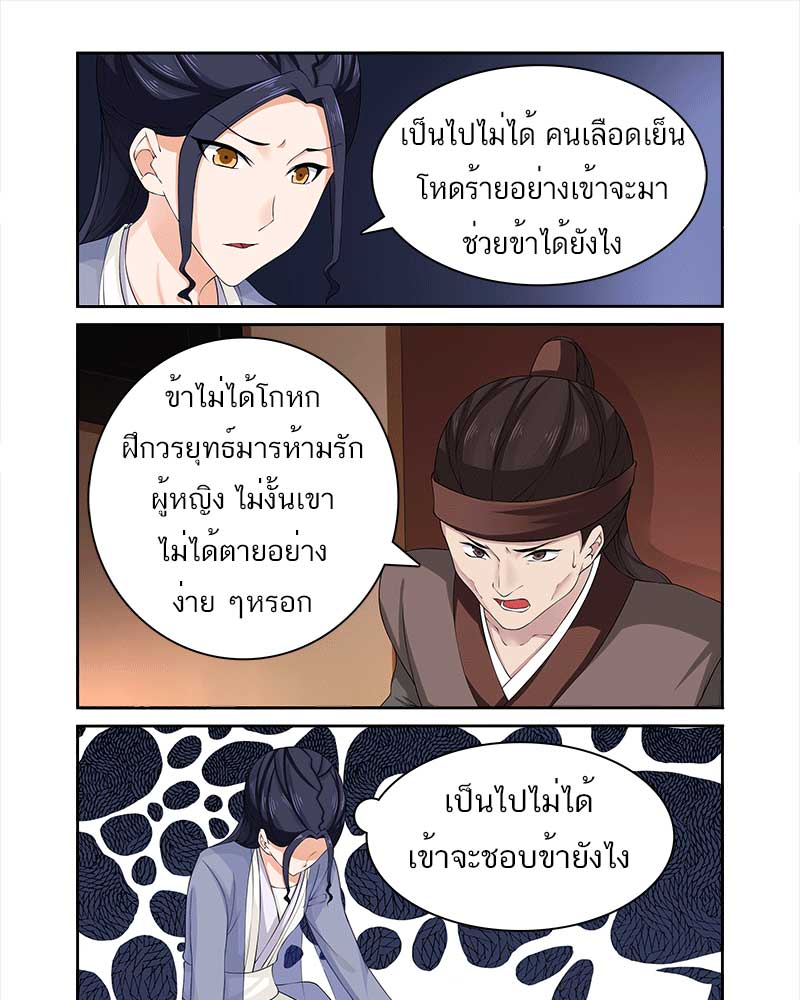 เป็นไปไม่ได้ คนเลือดเย็น
โหดร้ายอย่างเข้าจะมา
ช่วยข้าได้ยังไง
ข้าไม่ได้โกหก
ฝึกวรยุทธ์มารห้ามรัก
ผู้หญิง ไม่งั้นเขา
ไม่ได้ตายอย่าง
ง่าย ๆหรอก
เป็นไปไม่ได้
เข้าจะชอบข้ายังไง